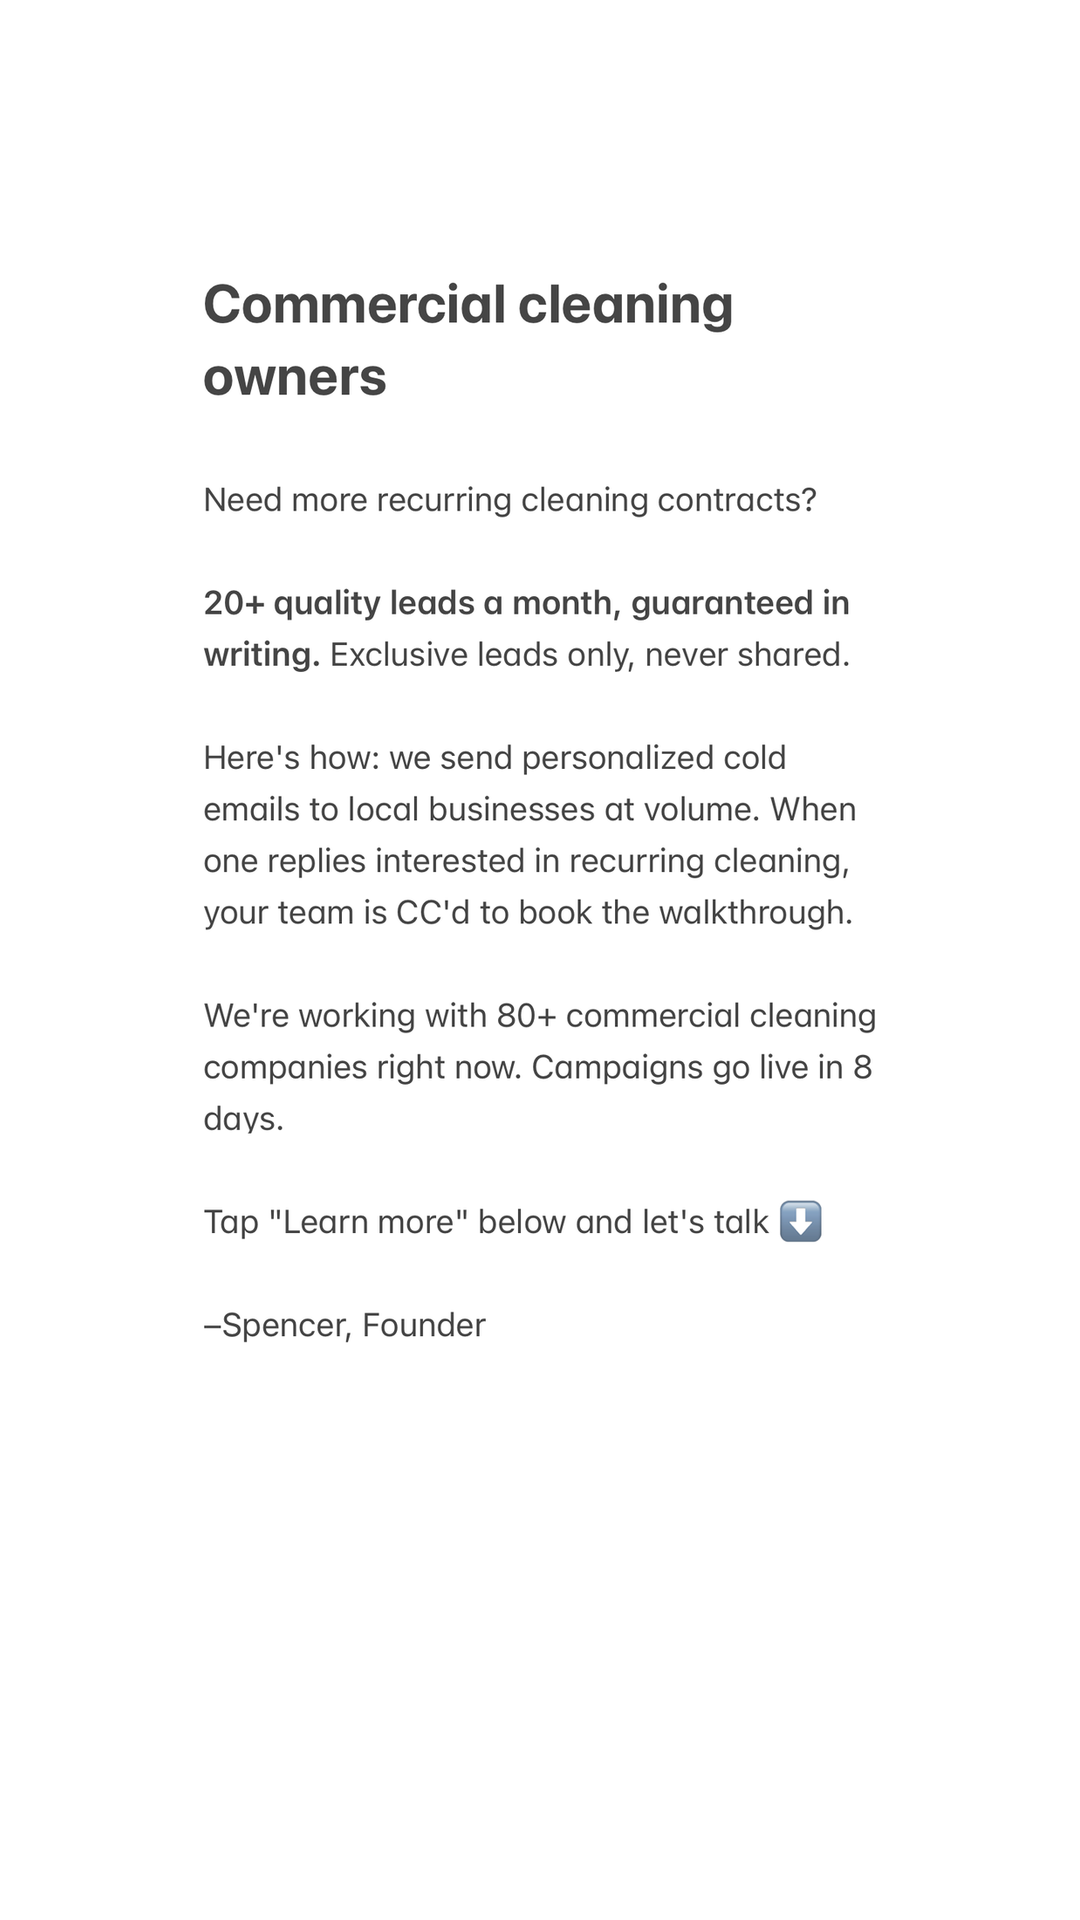 Commercial cleaning
owners
Need more recurring cleaning contracts?
20+ quality leads a month, guaranteed in
writing. Exclusive leads only, never shared.
Here's how: we send personalized cold
emails to local businesses at volume. When
one replies interested in recurring cleaning,
your team is CC'd to book the walkthrough.
We're working with 80+ commercial cleaning
companies right now. Campaigns go live in 8
days.
Tap "Learn more" below and let's talk ⬇️
–Spencer, Founder